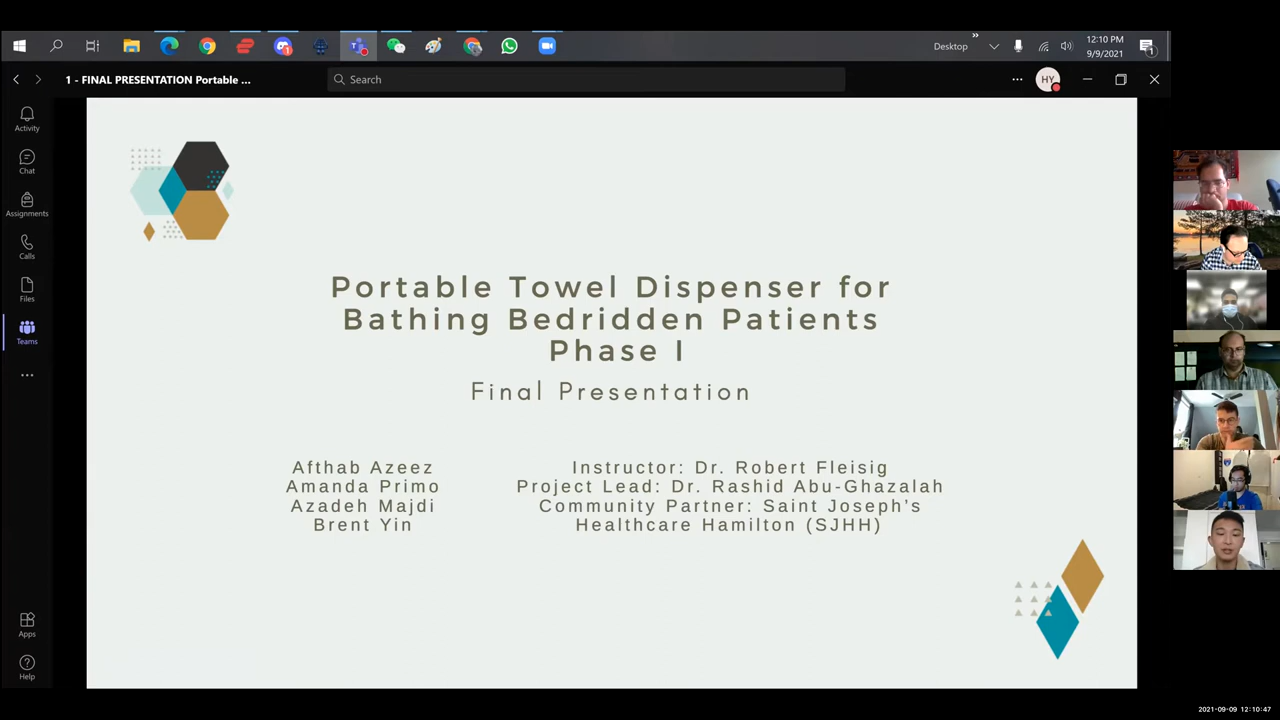 12:10 PM
Desktop
9/9/2021
1
1 - FINAL PRESENTATION Portable ...
Search
HY
Activity
Chat
Assignments
Calls
Files
Teams
Apps
Help
Portable Towel Dispenser for
Bathing Bedridden Patients
Phase I
Final Presentation
Afthab Azeez
Amanda Primo
Azadeh Majdi
Brent Yin
Instructor: Dr. Robert Fleisig
Project Lead: Dr. Rashid Abu-Ghazalah
Community Partner: Saint Joseph's
Healthcare Hamilton (SJHH)
2021-09-09 12:10:47